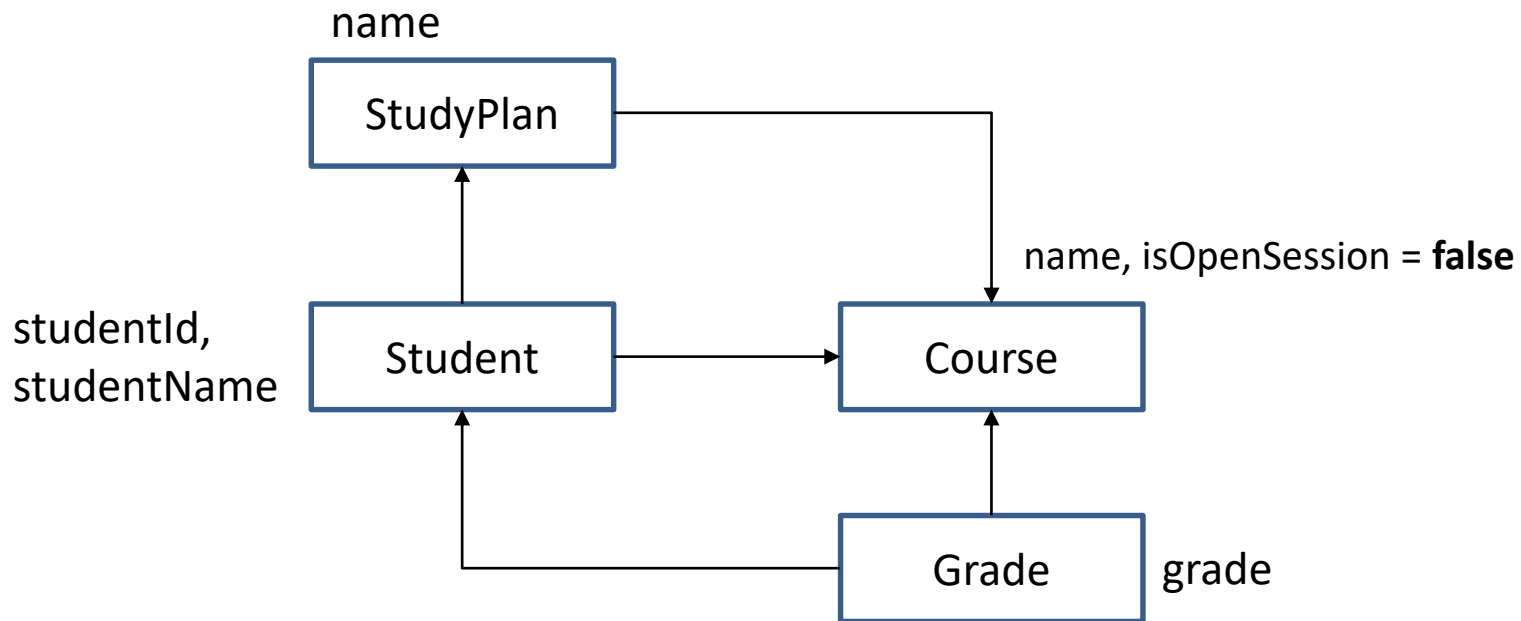 name
StudyPlan
name, isOpenSession = false
studentId,
studentName
Student
Course
Grade
grade